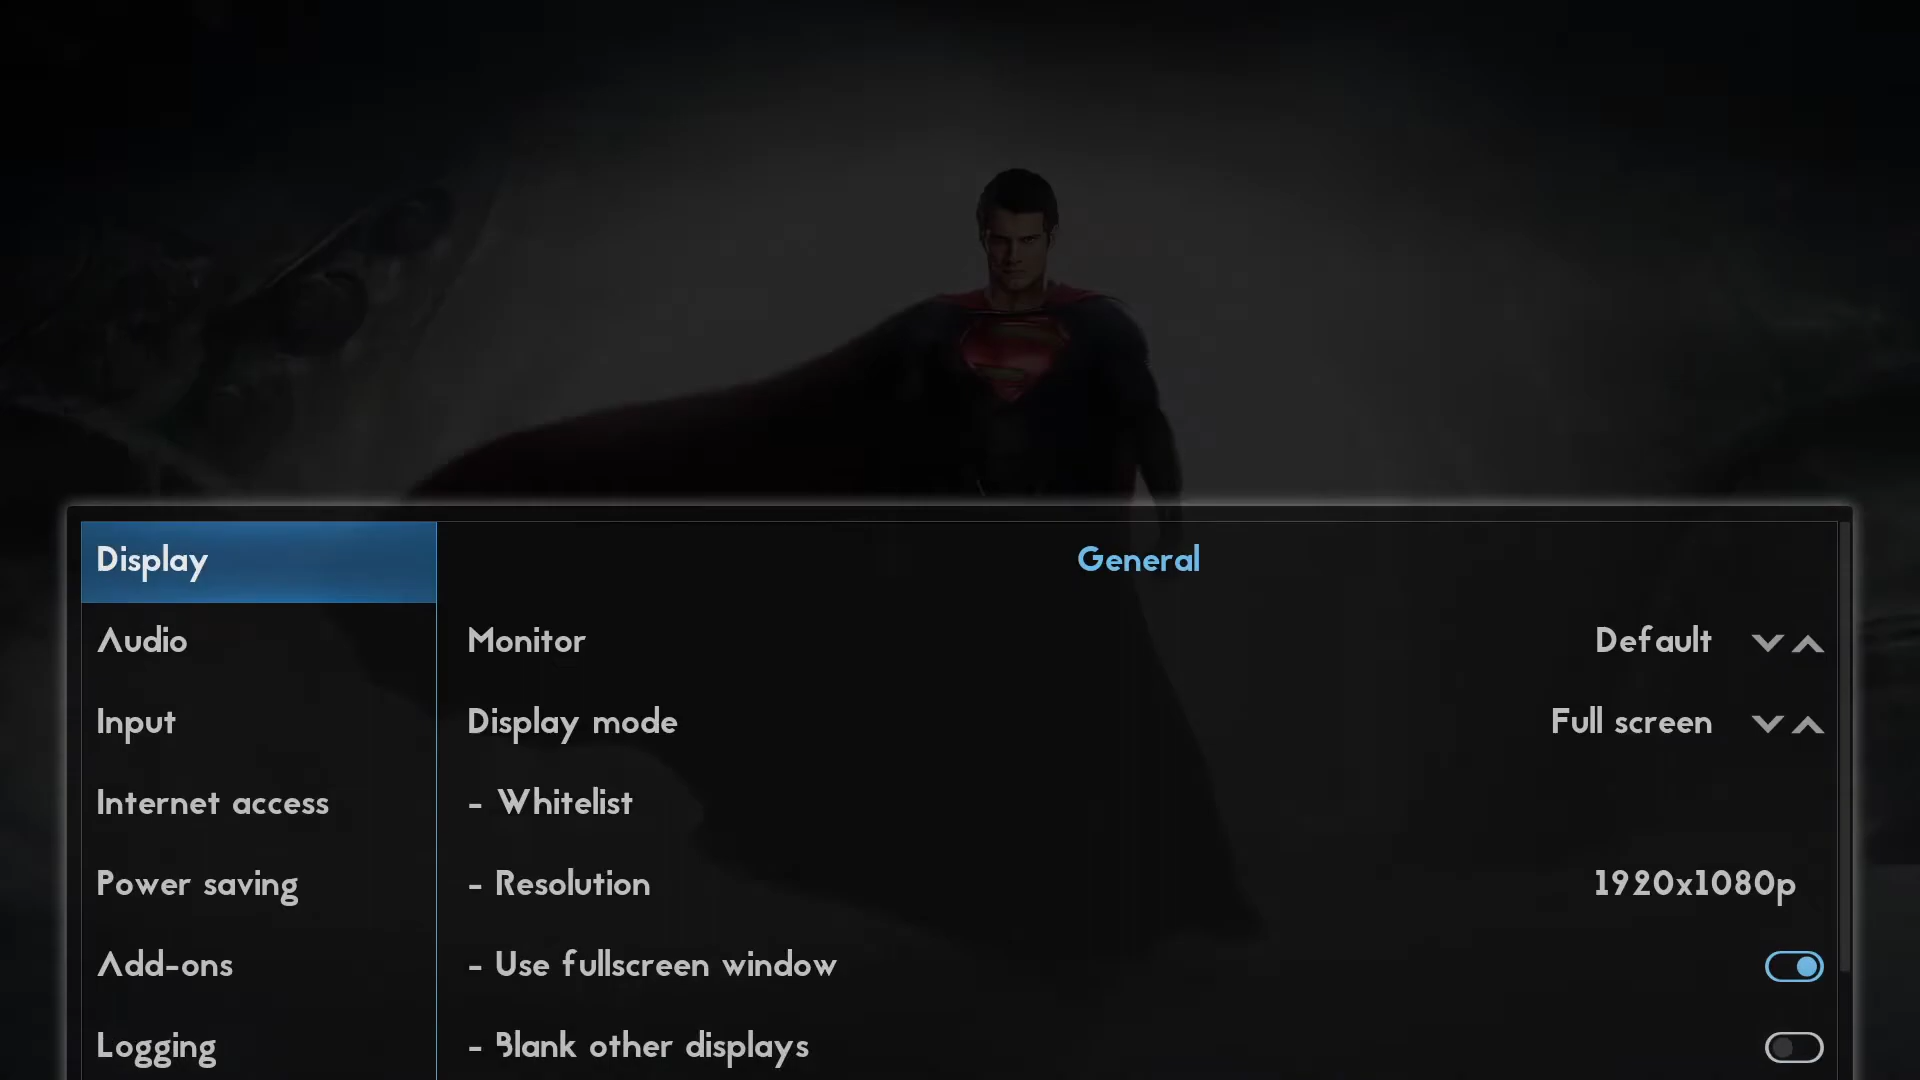 Display
Audio
Input
Internet access
Power saving
Add-ons
Logging
General
Monitor Default
Display mode Full screen
- Whitelist
- Resolution 1920x1080p
- Use fullscreen window
- Blank other displays